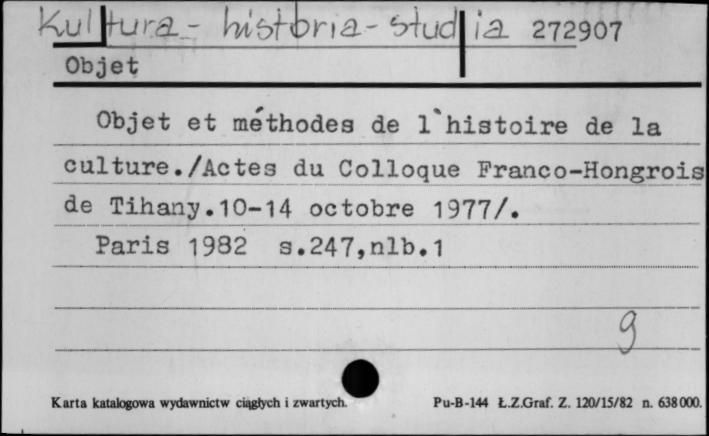 Kultura - historia - studia 272907
Objet
Objet et méthodes de l`histoire de la
culture./Actes du Colloque Franco-Hongrois
de Tihany.10-14 octobre 1977/.
Paris 1982 s.247,nlb.1
g
Karta katalogowa wydawnictw ciągłych i zwartych.
Pu-B-144 Ł.Z.Graf. Z. 120/15/82 n. 638000.